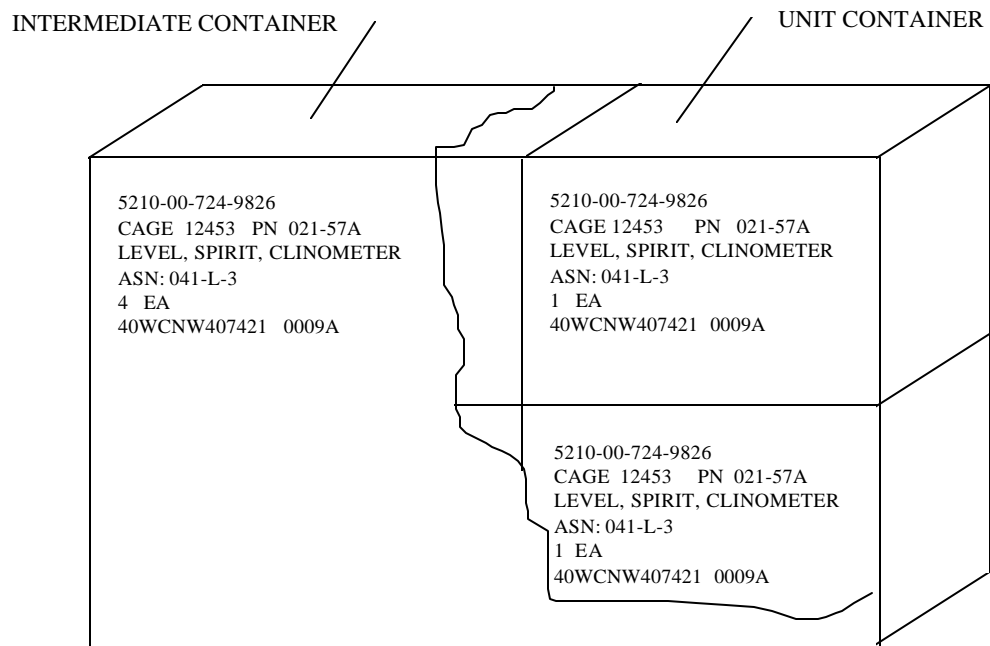 INTERMEDIATE CONTAINER
UNIT CONTAINER
5210-00-724-9826
CAGE 12453 PN 021-57A
LEVEL, SPIRIT, CLINOMETER
ASN: 041-L-3
4 EA
40WCNW407421 0009A
5210-00-724-9826
CAGE 12453 PN 021-57A
LEVEL, SPIRIT, CLINOMETER
ASN: 041-L-3
1 EA
40WCNW407421 0009A
5210-00-724-9826
CAGE 12453 PN 021-57A
LEVEL, SPIRIT, CLINOMETER
ASN: 041-L-3
1 EA
40WCNW407421 0009A